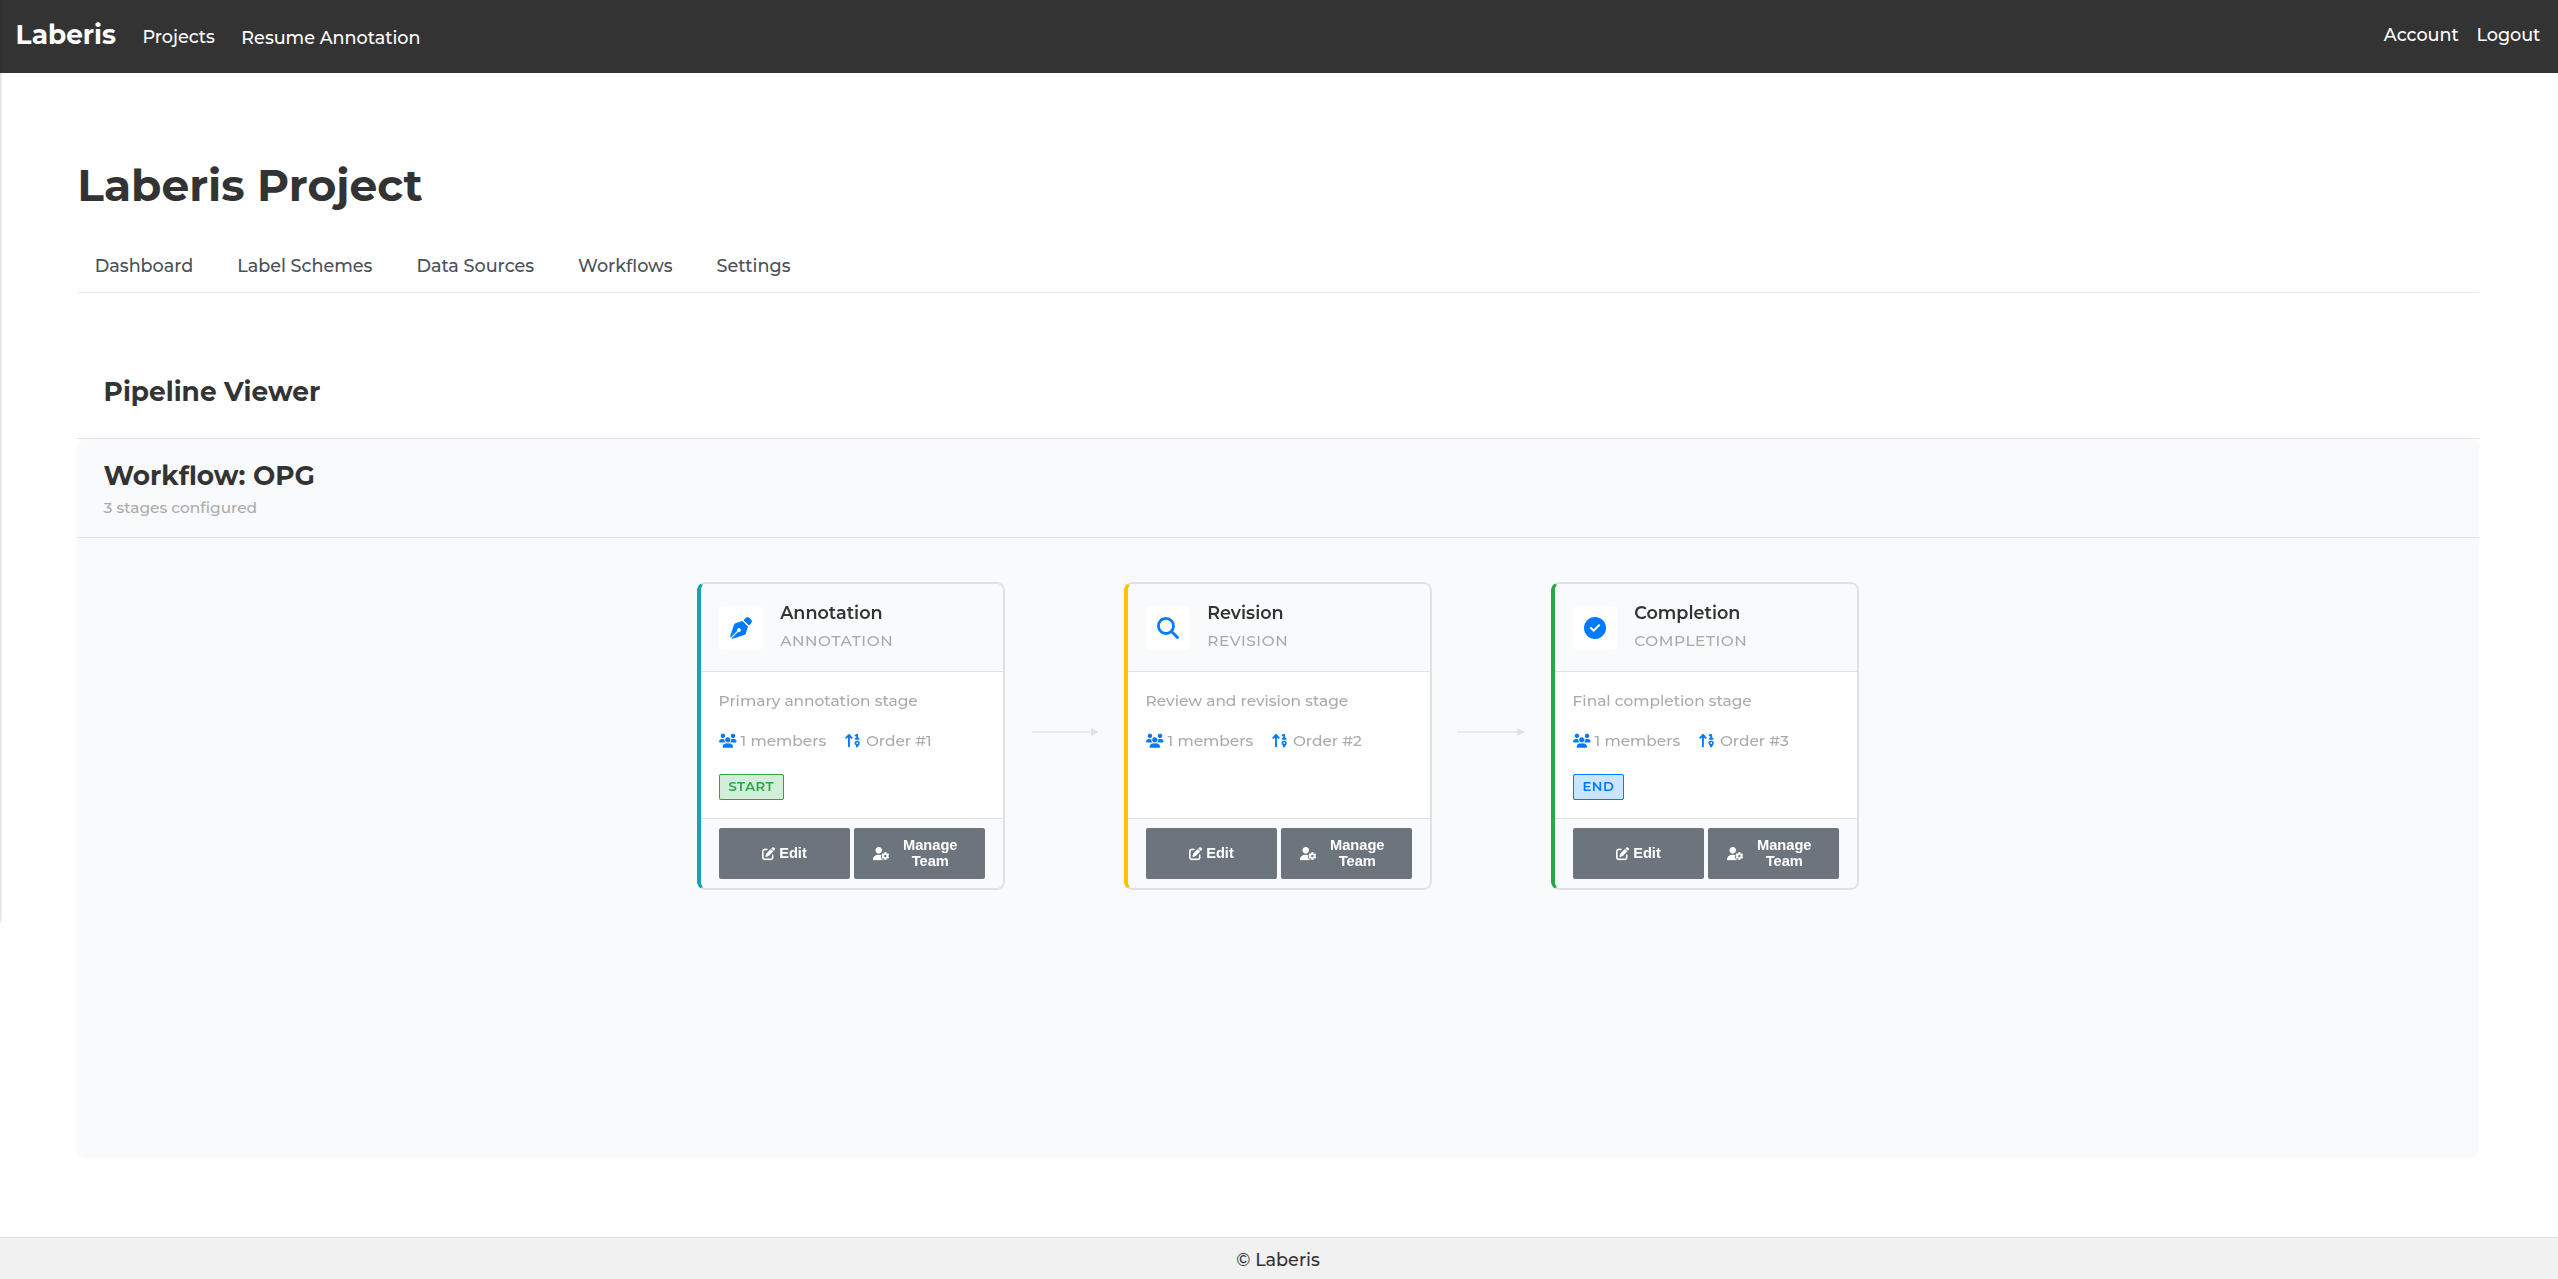 Laberis Projects Resume Annotation Account Logout
Laberis Project
Dashboard Label Schemes Data Sources Workflows Settings
Pipeline Viewer
Workflow: OPG
3 stages configured
Annotation
ANNOTATION
Primary annotation stage
1 members Order #1
START
Edit
Manage
Team
Revision
REVISION
Review and revision stage
1 members Order #2
Edit
Manage
Team
Completion
COMPLETION
Final completion stage
1 members Order #3
END
Edit
Manage
Team
© Laberis